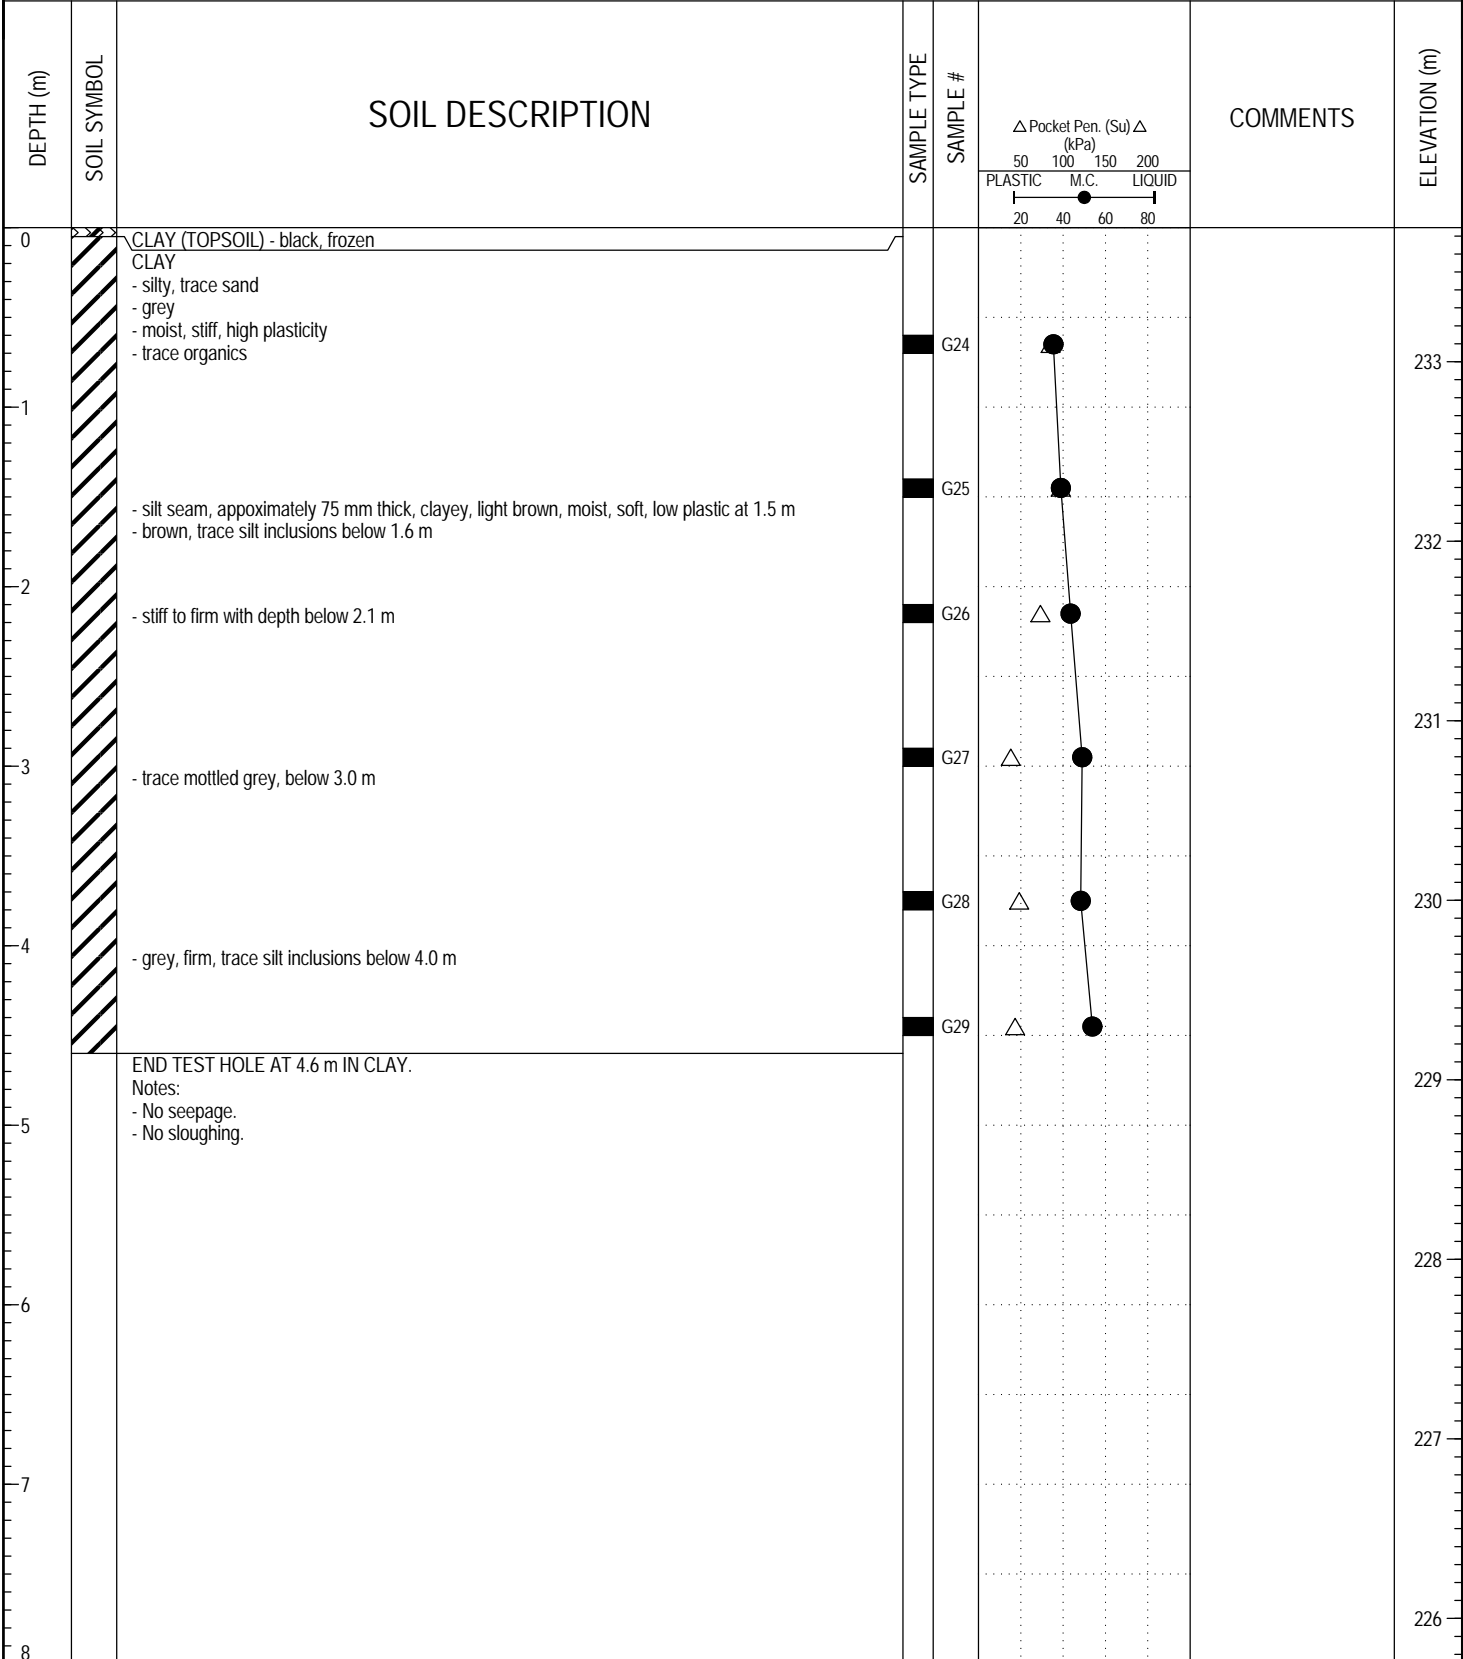 DEPTH (m)
SOIL SYMBOL
SOIL DESCRIPTION
SAMPLE TYPE
SAMPLE #
△ Pocket Pen. (Su) △
(kPa)
50 100 150 200
PLASTIC M.C. LIQUID
20 40 60 80
COMMENTS
ELEVATION (m)
0
CLAY (TOPSOIL) - black, frozen
CLAY
- silty, trace sand
- grey
- moist, stiff, high plasticity
- trace organics
G24
233
1
G25
- silt seam, appoximately 75 mm thick, clayey, light brown, moist, soft, low plastic at 1.5 m
- brown, trace silt inclusions below 1.6 m
232
2
- stiff to firm with depth below 2.1 m
G26
231
G27
3
- trace mottled grey, below 3.0 m
G28
230
4
- grey, firm, trace silt inclusions below 4.0 m
G29
END TEST HOLE AT 4.6 m IN CLAY.
229
Notes:
- No seepage.
5
- No sloughing.
228
6
227
7
226
8